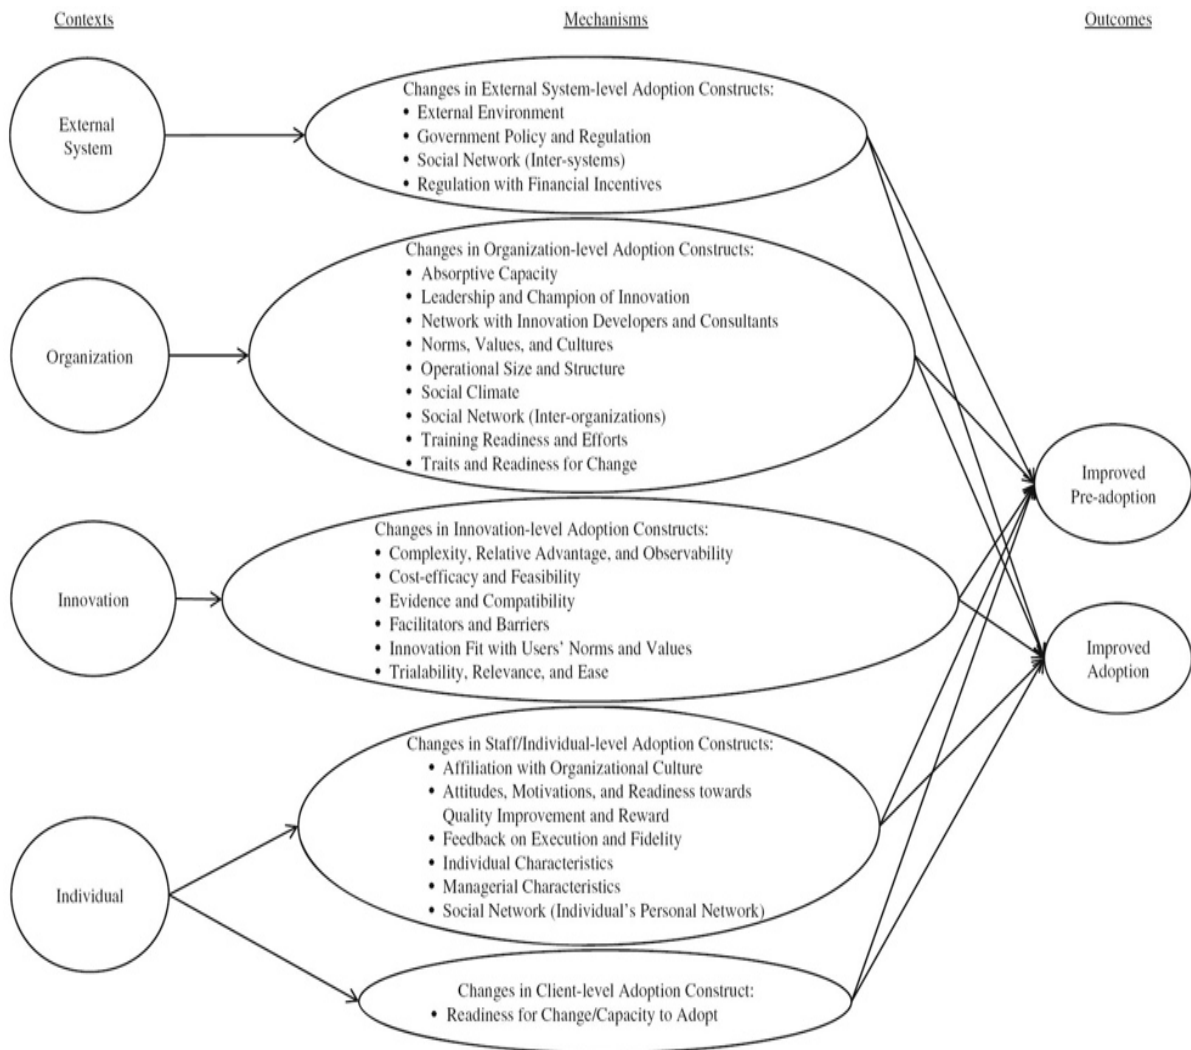 Contexts
Mechanisms
Outcomes
External
System
Changes in External System-level Adoption Constructs:
• External Environment
• Government Policy and Regulation
• Social Network (Inter-systems)
• Regulation with Financial Incentives
Organization
Changes in Organization-level Adoption Constructs:
• Absorptive Capacity
• Leadership and Champion of Innovation
• Network with Innovation Developers and Consultants
• Norms, Values, and Cultures
• Operational Size and Structure
• Social Climate
• Social Network (Inter-organizations)
• Training Readiness and Efforts
• Traits and Readiness for Change
Innovation
Changes in Innovation-level Adoption Constructs:
• Complexity, Relative Advantage, and Observability
• Cost-efficacy and Feasibility
• Evidence and Compatibility
• Facilitators and Barriers
• Innovation Fit with Users’ Norms and Values
• Trialability, Relevance, and Ease
Individual
Changes in Staff/Individual-level Adoption Constructs:
• Affiliation with Organizational Culture
• Attitudes, Motivations, and Readiness towards
Quality Improvement and Reward
• Feedback on Execution and Fidelity
• Individual Characteristics
• Managerial Characteristics
• Social Network (Individual’s Personal Network)
Changes in Client-level Adoption Construct:
• Readiness for Change/Capacity to Adopt
Improved
Pre-adoption
Improved
Adoption